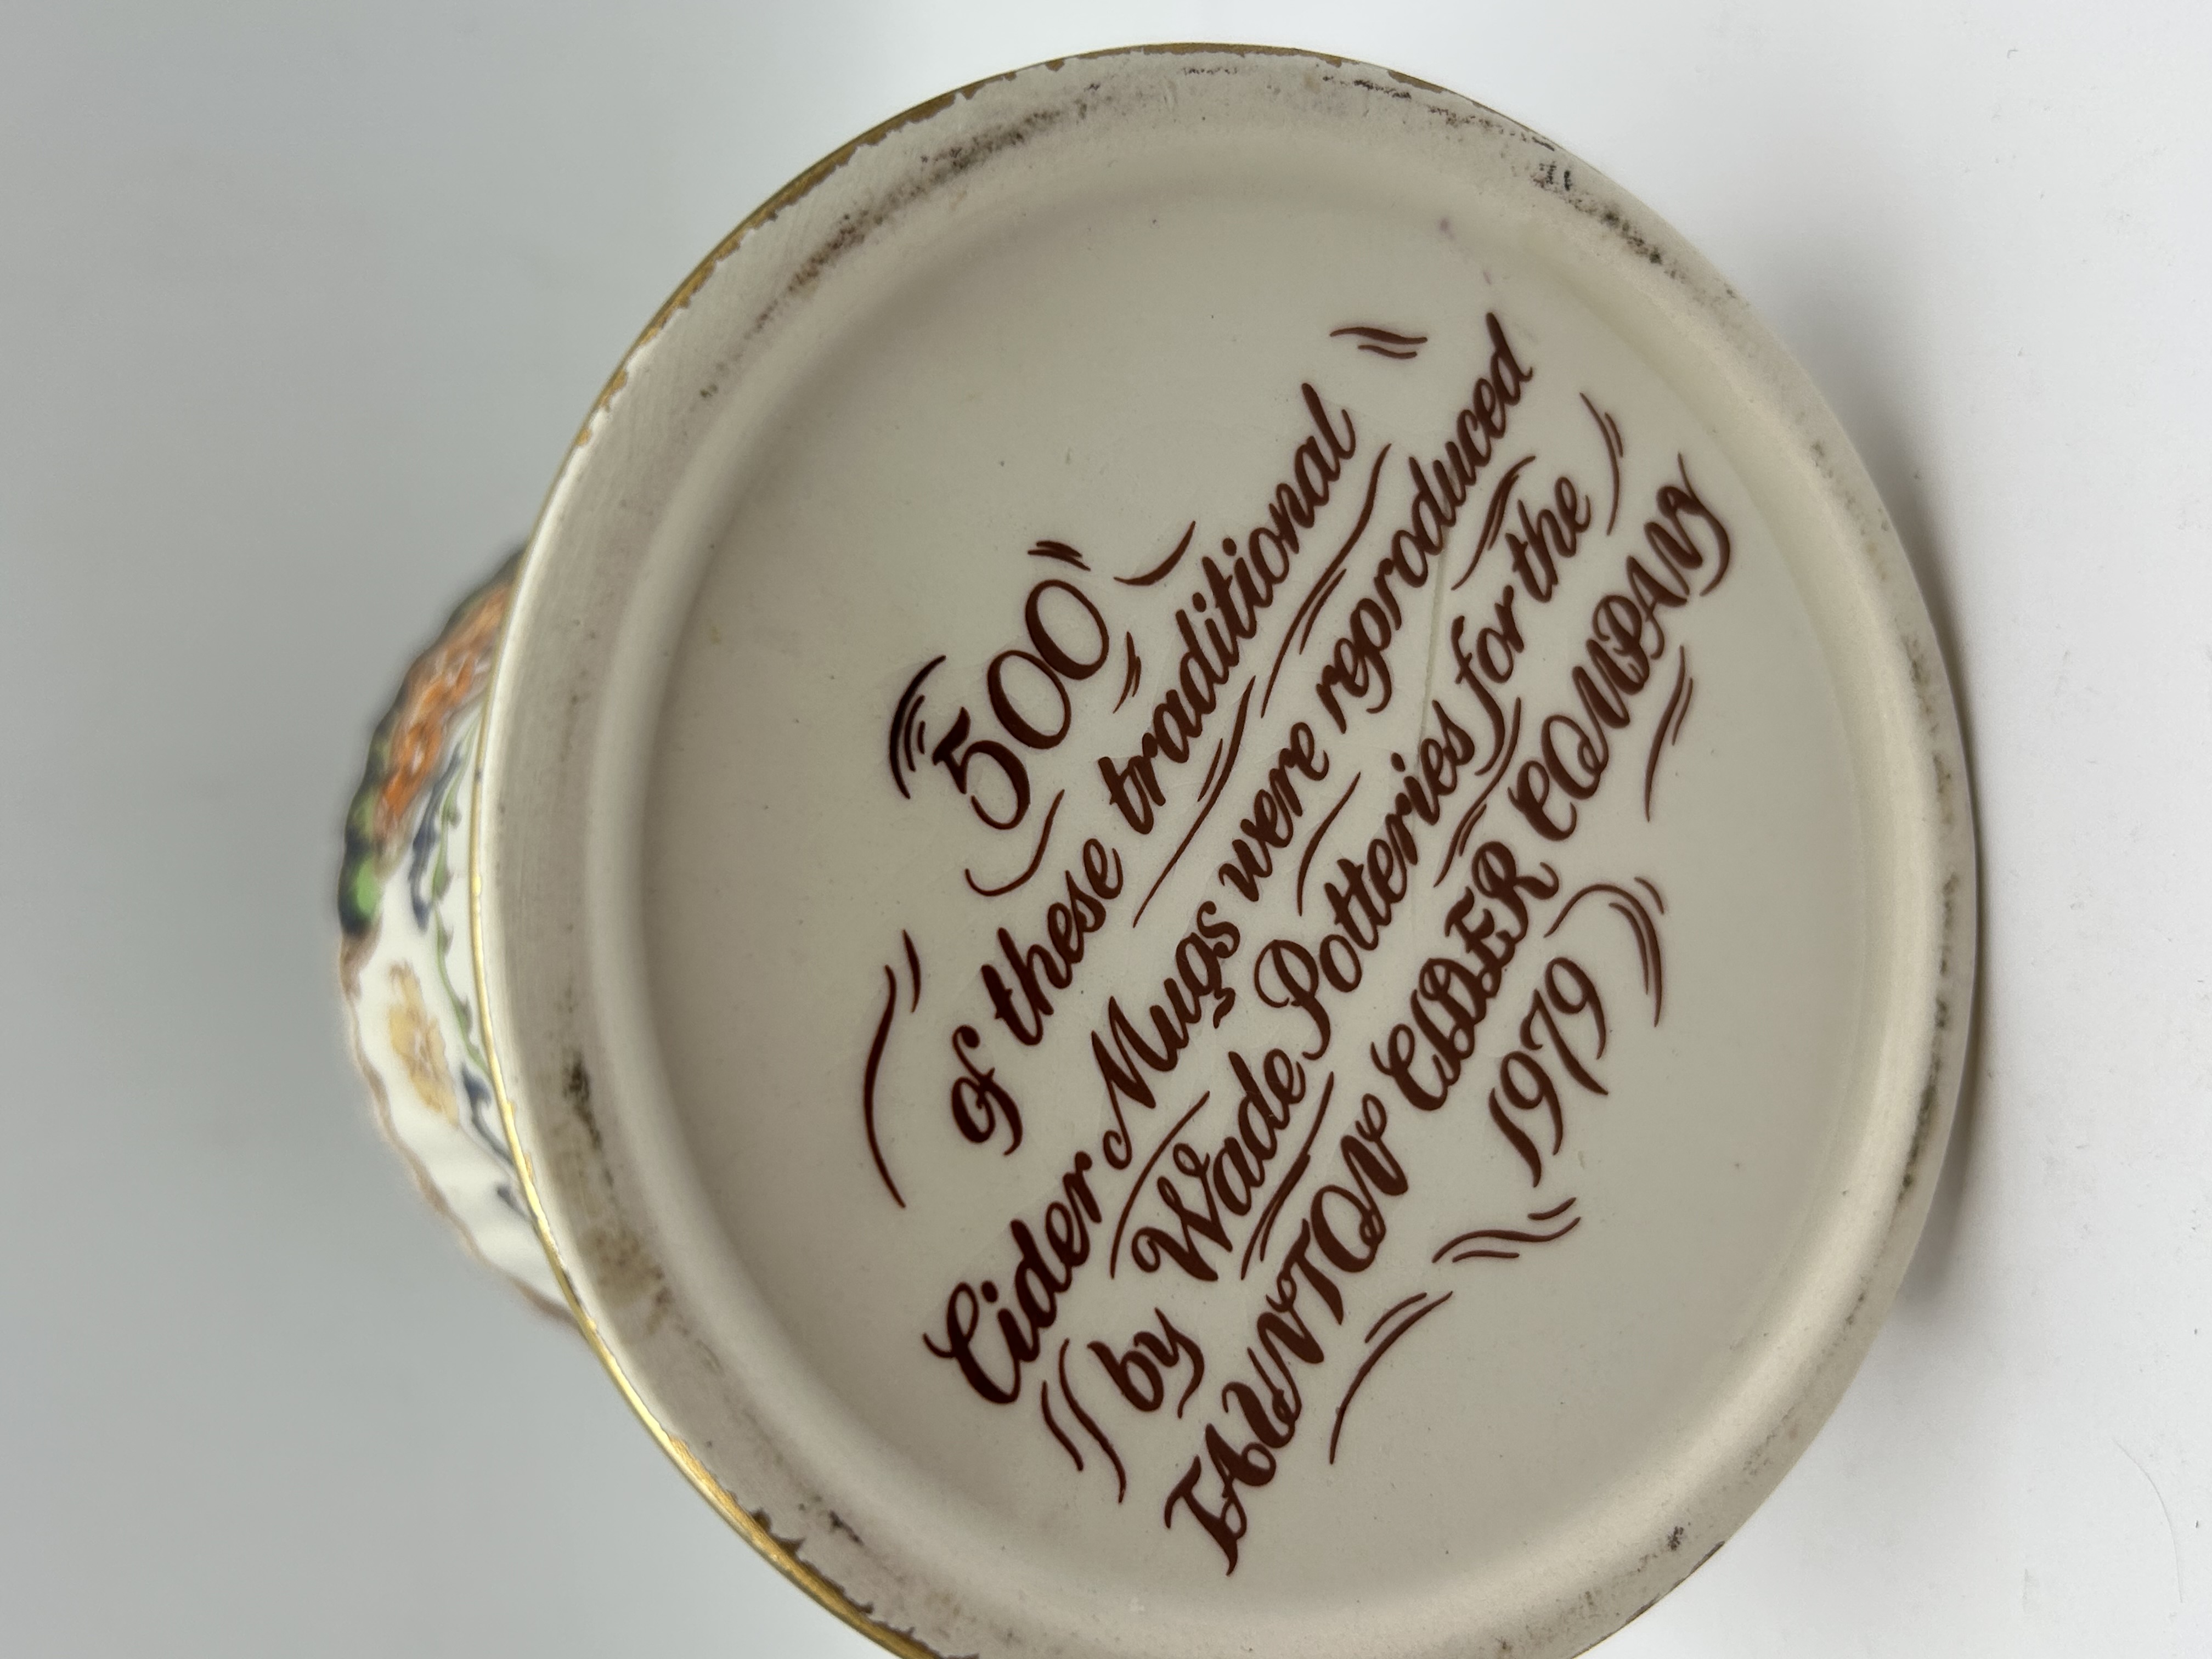 500
of these traditional
Cider Mugs were reproduced
by Wade Potteries for the
TAUNTON CIDER COMPANY
1979